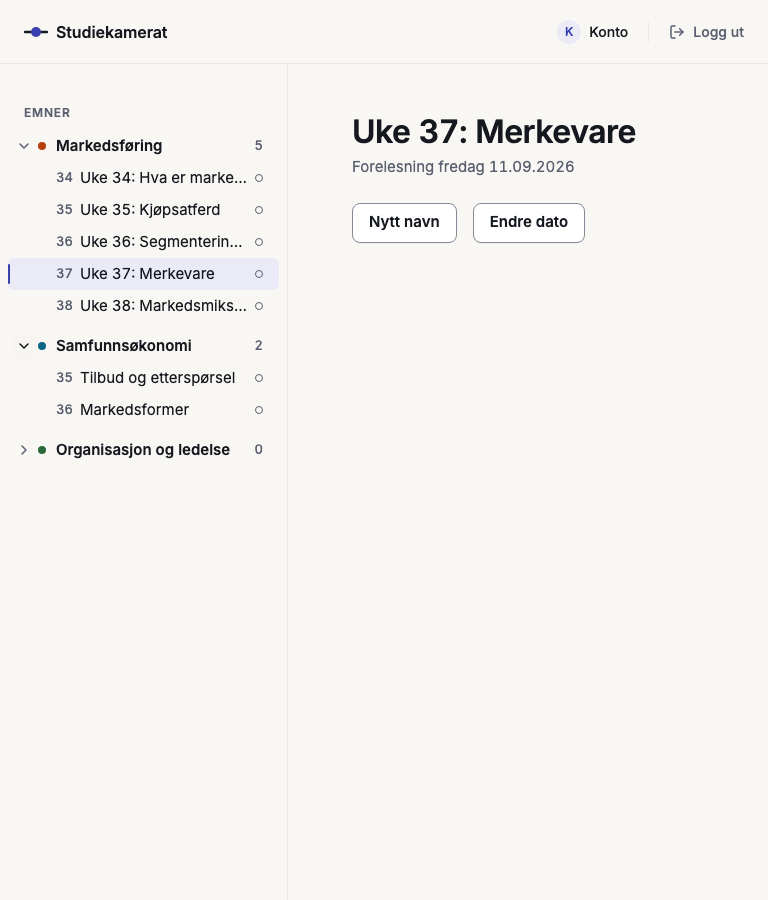 Studiekamerat
K Konto
Logg ut
EMNER
Markedsføring 5
34 Uke 34: Hva er marke...
35 Uke 35: Kjøpsatferd
36 Uke 36: Segmenterin...
37 Uke 37: Merkevare
38 Uke 38: Markedsmiks...
Samfunnsøkonomi 2
35 Tilbud og etterspørsel
36 Markedsformer
Organisasjon og ledelse 0
Uke 37: Merkevare
Forelesning fredag 11.09.2026
Nytt navn
Endre dato